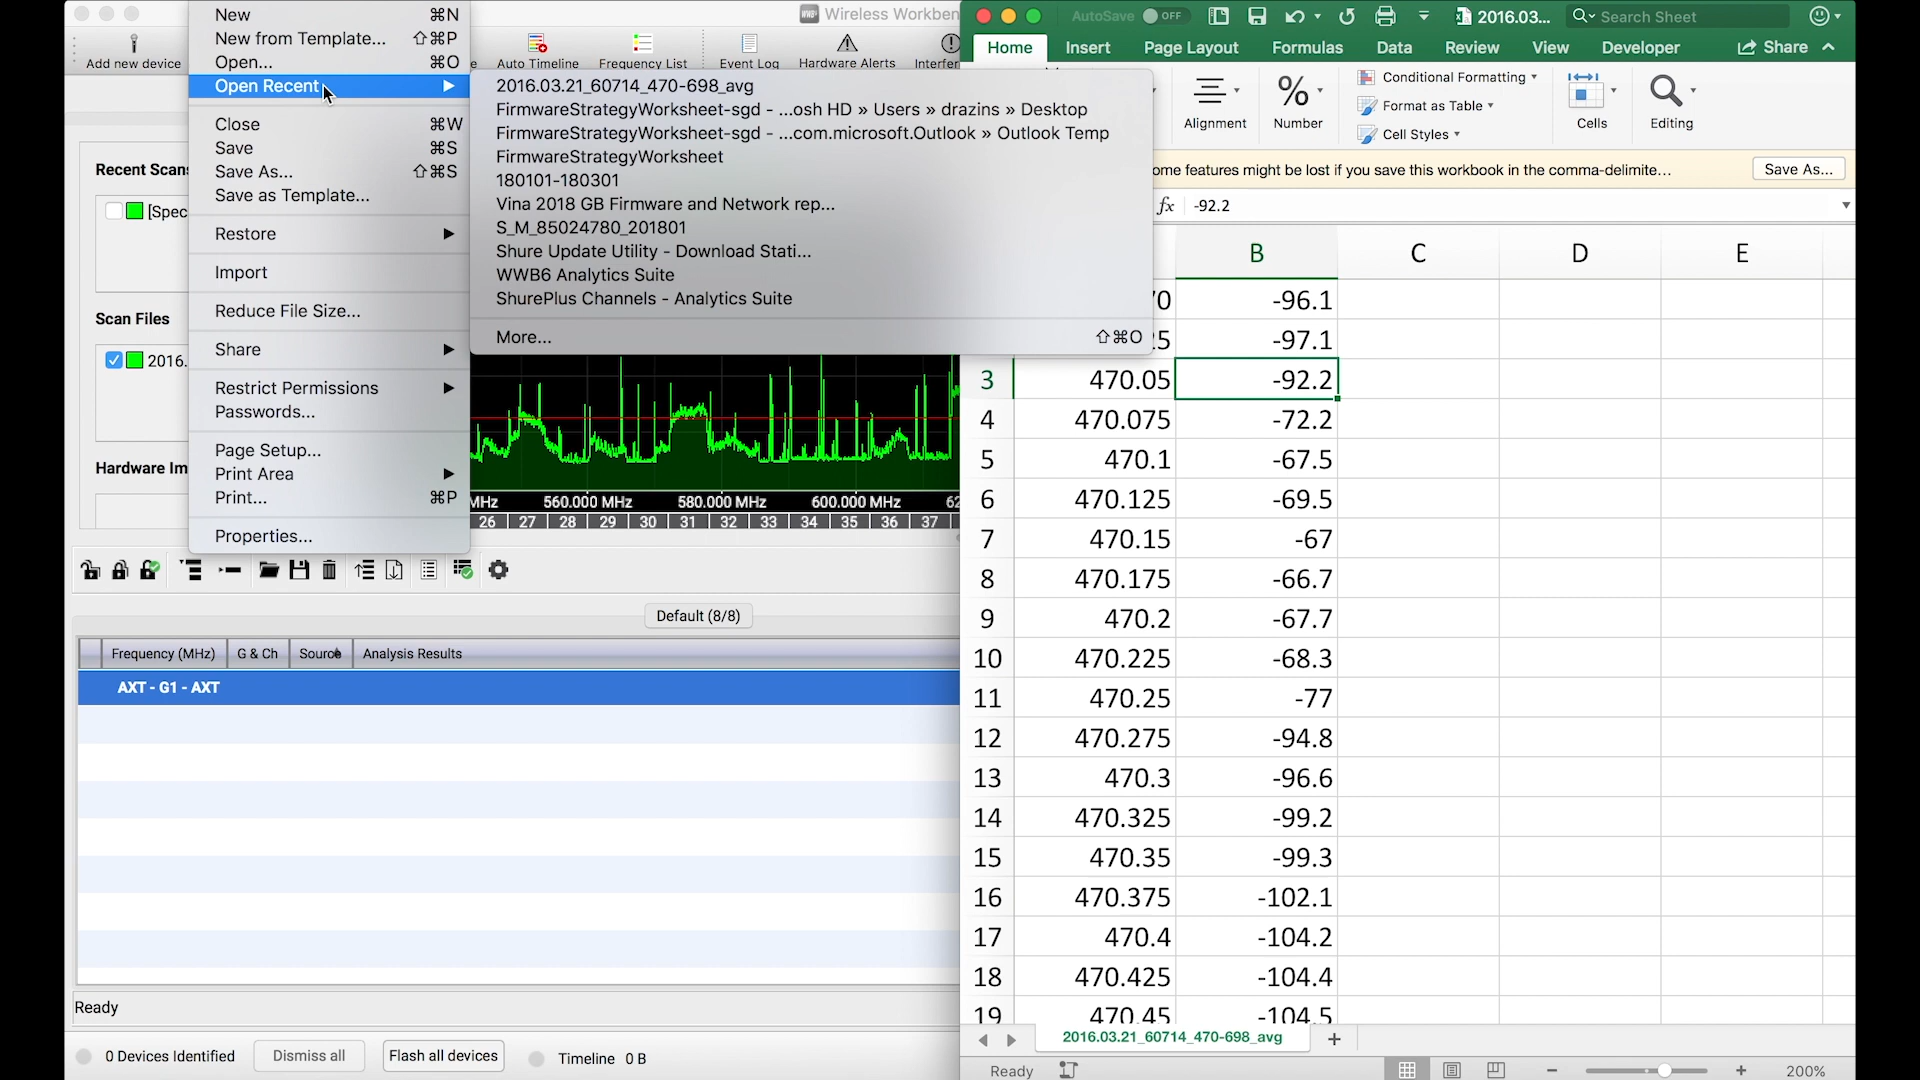 Wireless Workben
Add new device
Auto Timeline
Frequency List
Event Log
Hardware Alerts
Interfer
New ⌘N
New from Template... ⇧⌘P
Open... ⌘O
Open Recent
Close ⌘W
Save ⌘S
Save As... ⇧⌘S
Save as Template...
Restore
Import
Reduce File Size...
Share
Restrict Permissions
Passwords...
Page Setup...
Print Area
Print... ⌘P
Properties...
2016.03.21_60714_470-698_avg
FirmwareStrategyWorksheet-sgd - ...osh HD » Users » drazins » Desktop
FirmwareStrategyWorksheet-sgd - ...com.microsoft.Outlook » Outlook Temp
FirmwareStrategyWorksheet
180101-180301
Vina 2018 GB Firmware and Network rep...
S_M_85024780_201801
Shure Update Utility - Download Stati...
WWB6 Analytics Suite
SharePlus Channels - Analytics Suite
More... ⇧⌘O
Recent Scans
[Spec
Scan Files
2016.
Hardware Im
MHz 560.000 MHz 580.000 MHz 600.000 MHz 62
26 27 28 29 30 31 32 33 34 35 36 37
Default (8/8)
Frequency (MHz) G & Ch Source Analysis Results
AXT - G1 - AXT
Ready
0 Devices Identified Dismiss all Flash all devices Timeline 0 B
AutoSave OFF 2016.03... Search Sheet
Home Insert Page Layout Formulas Data Review View Developer Share
Alignment
%
Number
Conditional Formatting
Format as Table
Cell Styles
Cells
Editing
ome features might be lost if you save this workbook in the comma-delimite... Save As...
fx -92.2
B C D E
70 -96.1
25 -97.1
3 470.05 -92.2
4 470.075 -72.2
5 470.1 -67.5
6 470.125 -69.5
7 470.15 -67
8 470.175 -66.7
9 470.2 -67.7
10 470.225 -68.3
11 470.25 -77
12 470.275 -94.8
13 470.3 -96.6
14 470.325 -99.2
15 470.35 -99.3
16 470.375 -102.1
17 470.4 -104.2
18 470.425 -104.4
19 470.45 -104.5
2016.03.21_60714_470-698_avg +
Ready 200%